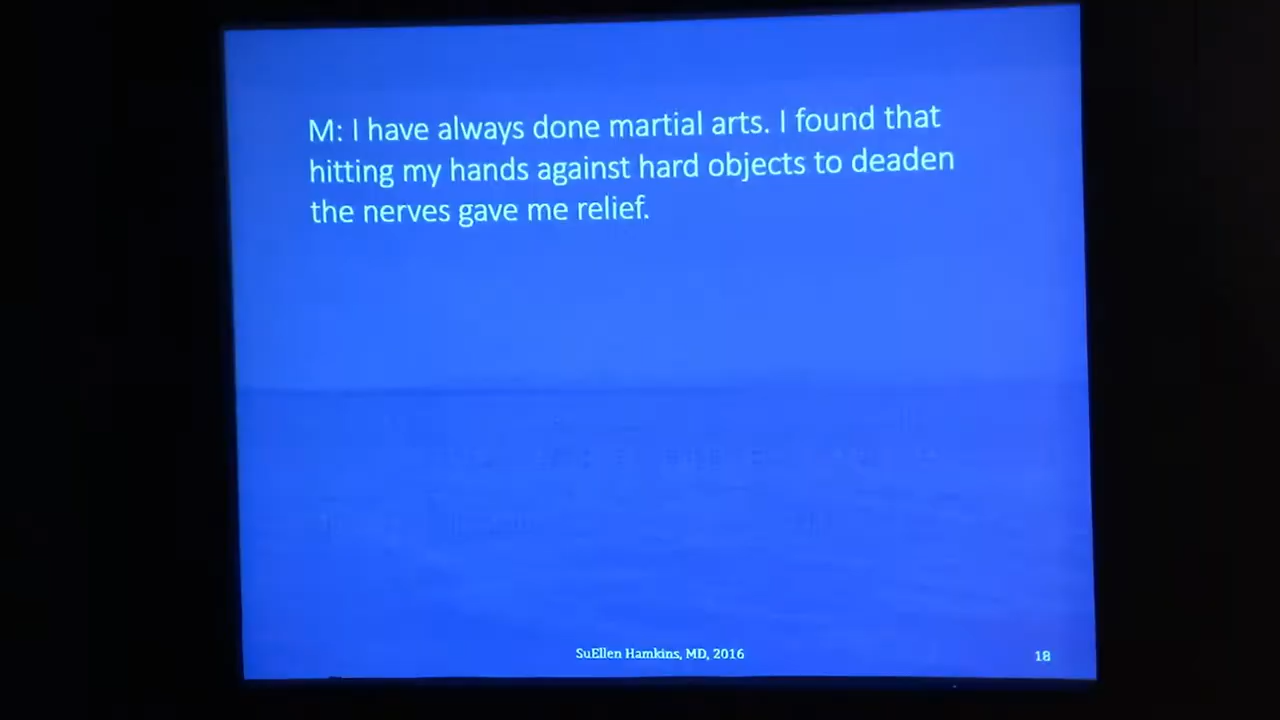 M: I have always done martial arts. I found that
hitting my hands against hard objects to deaden
the nerves gave me relief.
SuEllen Hamkins, MD, 2016
18